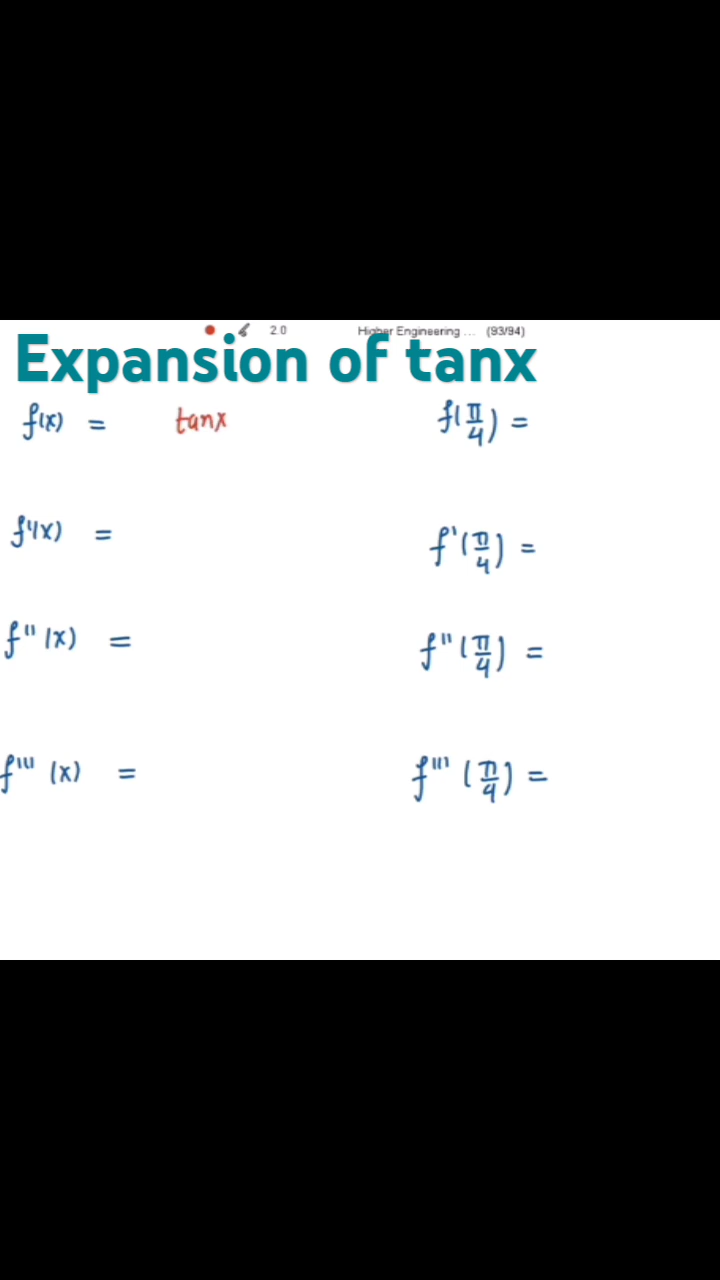 2.0 Higher Engineering ... (93/94)
Expansion of tanx
f(x) = tanx f(π/4) =
f'(x) = f'(π/4) =
f''(x) = f''(π/4) =
f'''(x) = f'''(π/4) =